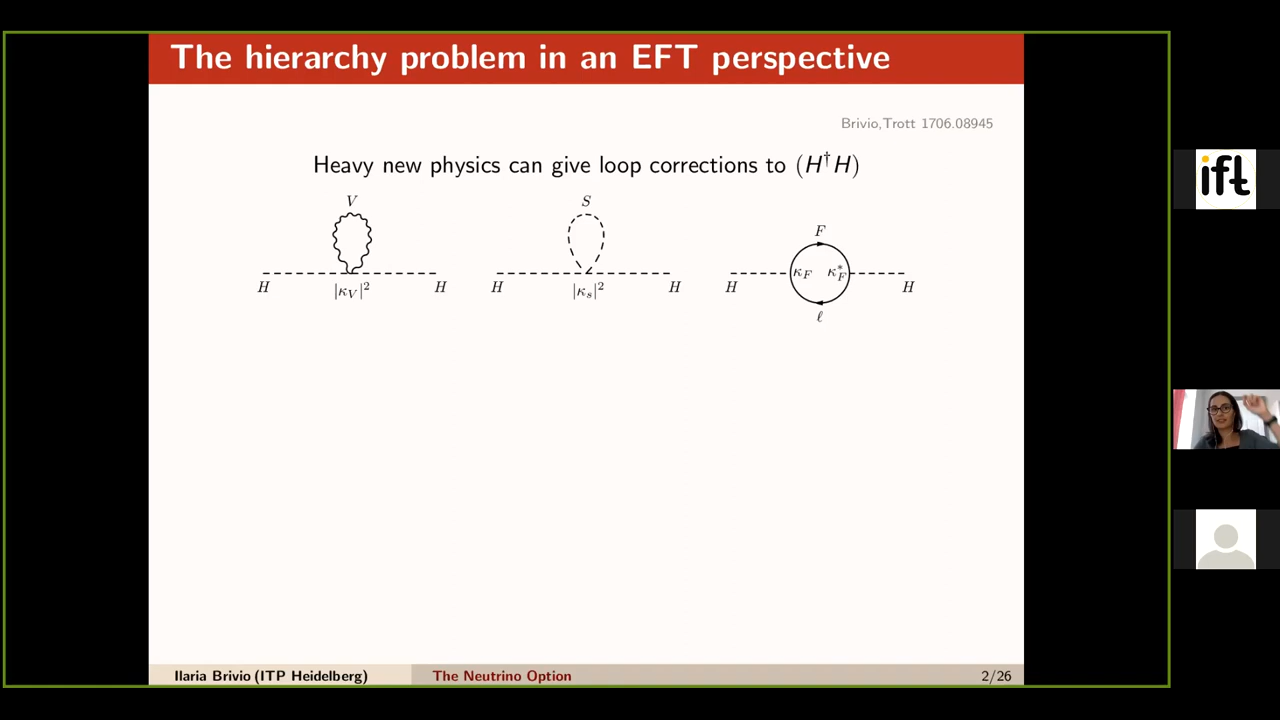 The hierarchy problem in an EFT perspective
Brivio,Trott 1706.08945
Heavy new physics can give loop corrections to (H†H)
V S F
H |κ_V|² H H |κ_s|² H H κ_F κ_F* H
ℓ
Ilaria Brivio (ITP Heidelberg) The Neutrino Option 2/26
ift